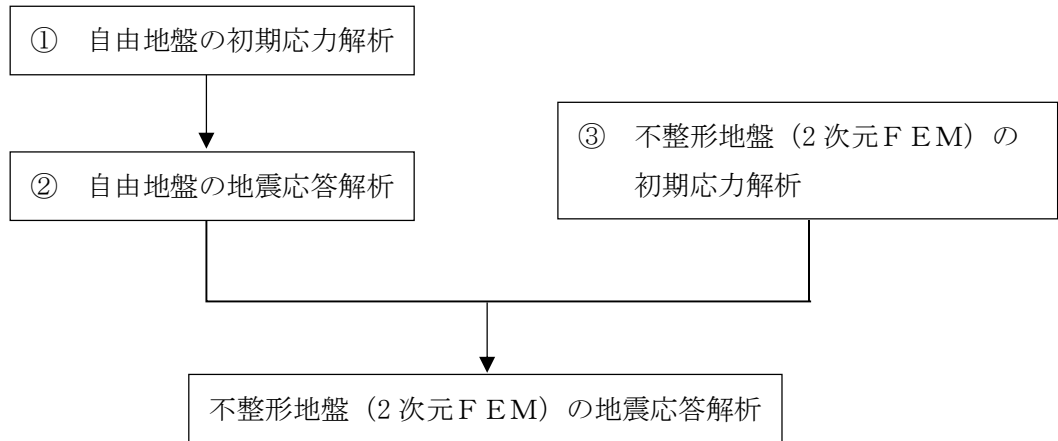 ① 自由地盤の初期応力解析
② 自由地盤の地震応答解析
③ 不整形地盤（2 次元ＦＥＭ）の
初期応力解析
不整形地盤（2 次元ＦＥＭ）の地震応答解析